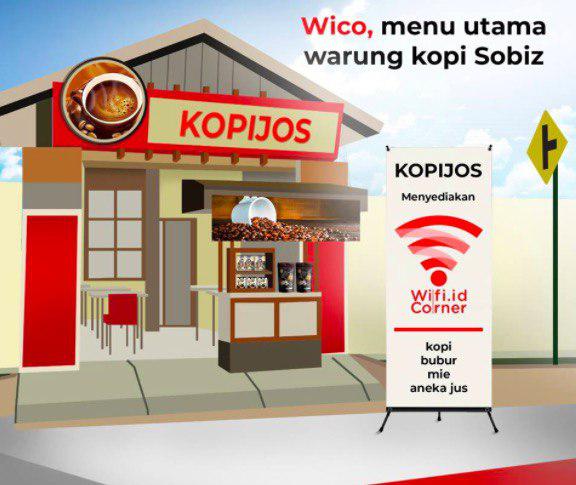 Wico, menu utama
warung kopi Sobiz
KOPIJOS
KOPIJOS
Menyediakan
Wifi.id
Corner
kopi
bubur
mie
aneka jus